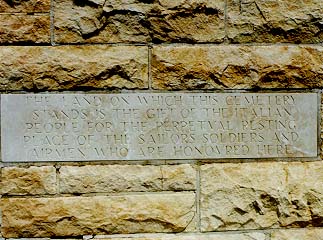 THE LAND ON WHICH THIS CEMETERY
STANDS IS THE GIFT OF THE ITALIAN
PEOPLE FOR THE PERPETUAL RESTING
PLACE OF THE SAILORS SOLDIERS AND
AIRMEN WHO ARE HONOURED HERE